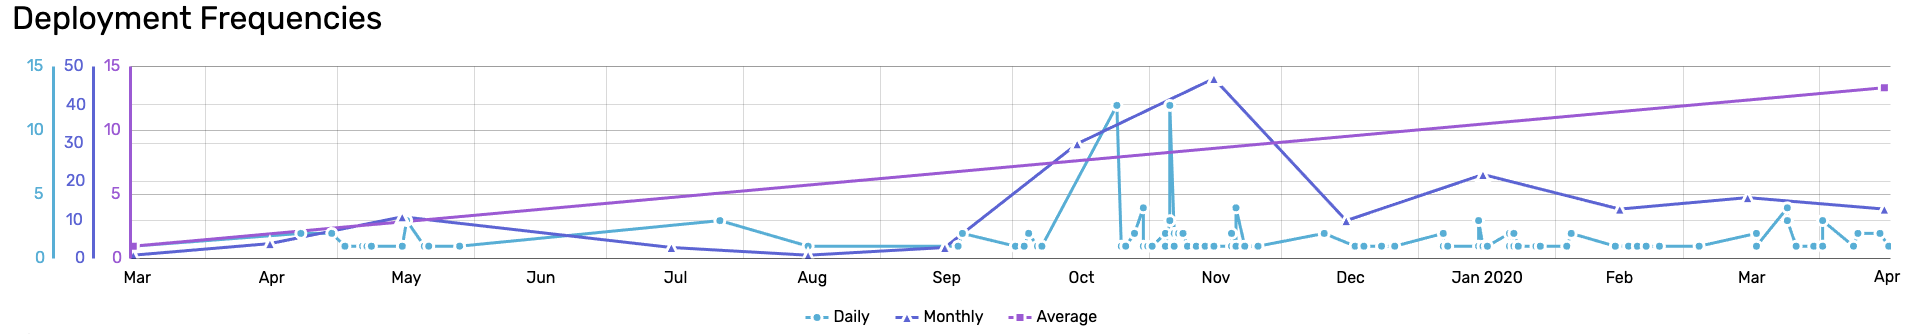 Deployment Frequencies
15 50 15
40
10 30 10
20
5 5
10
0 0 0
Mar Apr May Jun Jul Aug Sep Oct Nov Dec Jan 2020 Feb Mar Apr
Daily Monthly Average